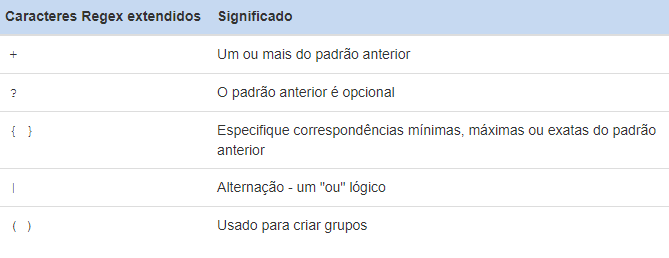 Caracteres Regex extendidos Significado
+ Um ou mais do padrão anterior
? O padrão anterior é opcional
{ } Especifique correspondências mínimas, máximas ou exatas do padrão
anterior
| Alternação - um "ou" lógico
( ) Usado para criar grupos